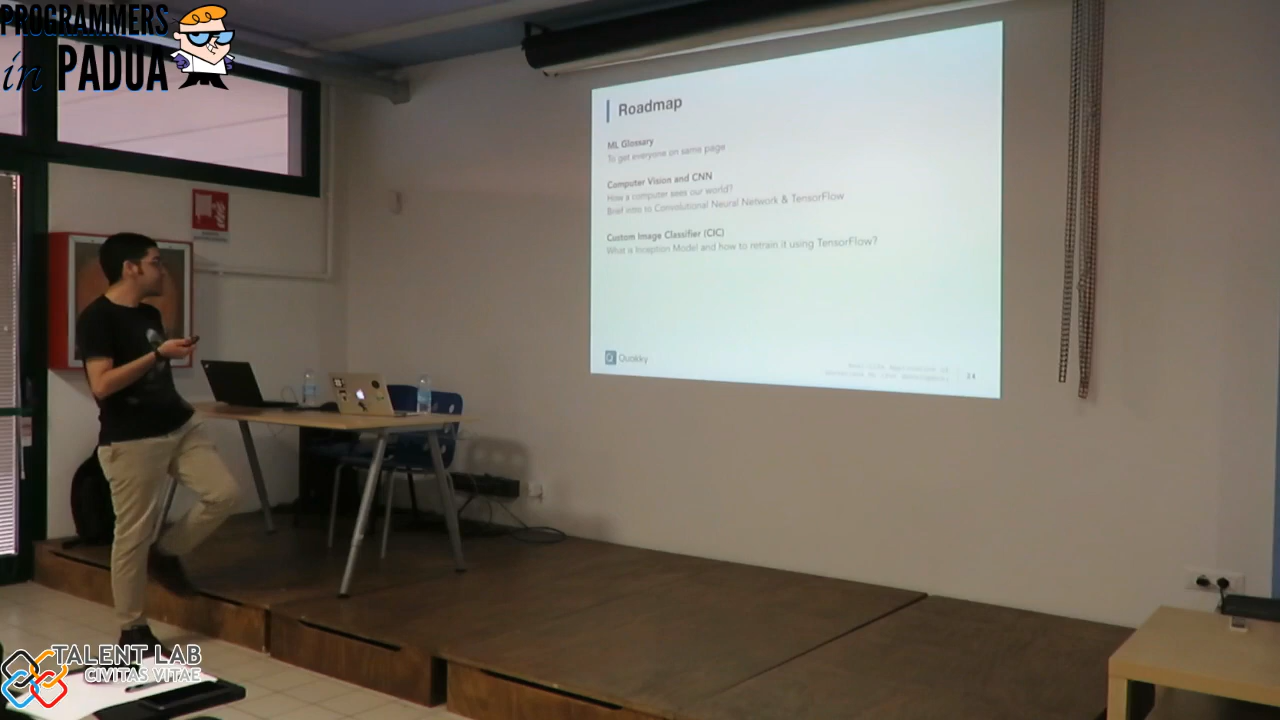 PROGRAMMERS
in PADUA
Roadmap
ML Glossary
To get everyone on same page
Computer Vision and CNN
How a computer sees our world?
Brief intro to Convolutional Neural Network & TensorFlow
Custom Image Classifier (CIC)
What is Inception Model and how to retrain it using TensorFlow?
Quokky
TALENT LAB
CIVITAS VITAE